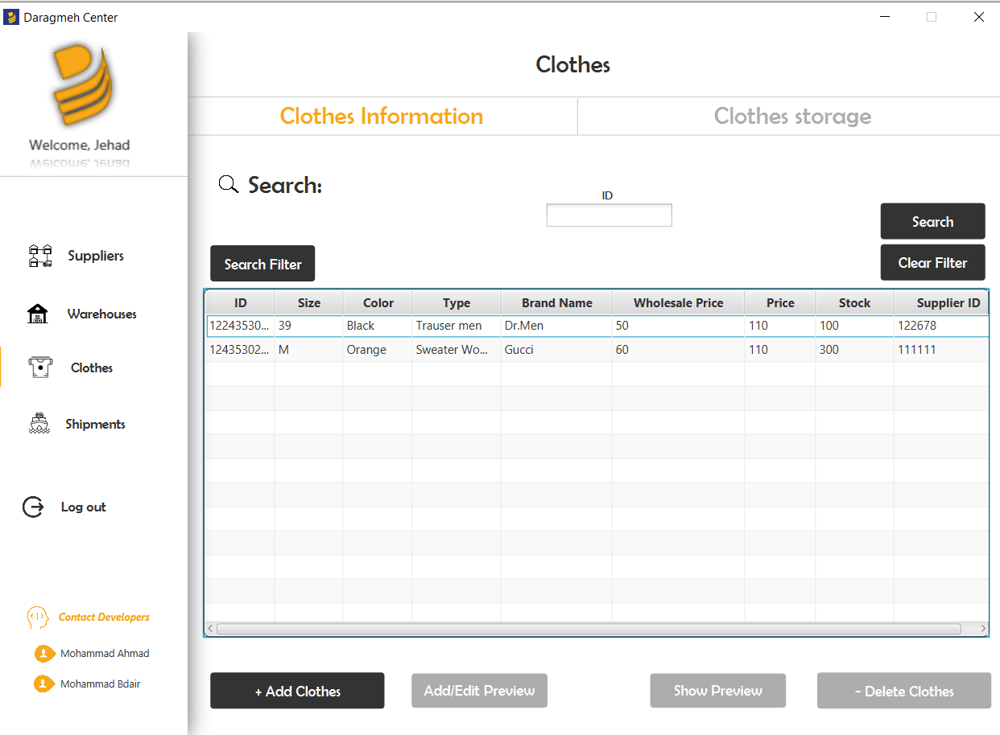 Daragmeh Center
Welcome, Jehad
Suppliers
Warehouses
Clothes
Shipments
Log out
Contact Developers
Mohammad Ahmad
Mohammad Bdair
Clothes
Clothes Information
Clothes storage
Search:
ID
Search
Search Filter
Clear Filter
ID Size Color Type Brand Name Wholesale Price Price Stock Supplier ID
12243530... 39 Black Trauser men Dr.Men 50 110 100 122678
12435302... M Orange Sweater Wo... Gucci 60 110 300 111111
+ Add Clothes
Add/Edit Preview
Show Preview
- Delete Clothes